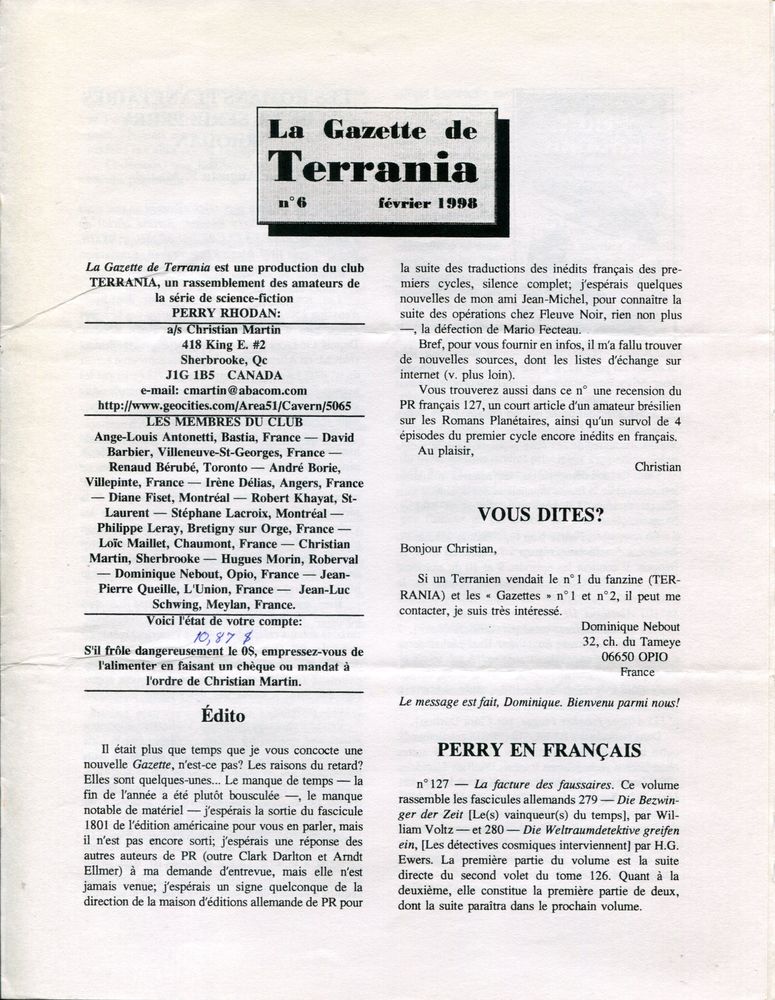 La Gazette de
Terrania
n°6 février 1998
La Gazette de Terrania est une production du club
TERRANIA, un rassemblement des amateurs de
la série de science-fiction
PERRY RHODAN:
a/s Christian Martin
418 King E. #2
Sherbrooke, Qc
J1G 1B5 CANADA
e-mail: cmartin@abacom.com
http://www.geocities.com/Area51/Cavern/5065
LES MEMBRES DU CLUB
Ange-Louis Antonetti, Bastia, France — David
Barbier, Villeneuve-St-Georges, France —
Renaud Bérubé, Toronto — André Borie,
Villepinte, France — Irène Délias, Angers, France
— Diane Fiset, Montréal — Robert Khayat, St-
Laurent — Stéphane Lacroix, Montréal —
Philippe Leray, Bretigny sur Orge, France —
Loïc Maillet, Chaumont, France — Christian
Martin, Sherbrooke — Hugues Morin, Roberval
— Dominique Nebout, Opio, France — Jean-
Pierre Queille, L'Union, France — Jean-Luc
Schwing, Meylan, France.
Voici l'état de votre compte:
10,87 $
S'il frôle dangereusement le 0$, empressez-vous de
l'alimenter en faisant un chèque ou mandat à
l'ordre de Christian Martin.
Édito
Il était plus que temps que je vous concocte une
nouvelle Gazette, n'est-ce pas? Les raisons du retard?
Elles sont quelques-unes... Le manque de temps — la
fin de l'année a été plutôt bousculée —, le manque
notable de matériel — j'espérais la sortie du fascicule
1801 de l'édition américaine pour vous en parler, mais
il n'est pas encore sorti; j'espérais une réponse des
autres auteurs de PR (outre Clark Darlton et Arndt
Ellmer) à ma demande d'entrevue, mais elle n'est
jamais venue; j'espérais un signe quelconque de la
direction de la maison d'éditions allemande de PR pour
la suite des traductions des inédits français des pre-
miers cycles, silence complet; j'espérais quelques
nouvelles de mon ami Jean-Michel, pour connaître la
suite des opérations chez Fleuve Noir, rien non plus
—, la défection de Mario Fecteau.
Bref, pour vous fournir en infos, il m'a fallu trouver
de nouvelles sources, dont les listes d'échange sur
internet (v. plus loin).
Vous trouverez aussi dans ce n° une recension du
PR français 127, un court article d'un amateur brésilien
sur les Romans Planétaires, ainsi qu'un survol de 4
épisodes du premier cycle encore inédits en français.
Au plaisir,
Christian
VOUS DITES?
Bonjour Christian,
Si un Terranien vendait le n°1 du fanzine (TER-
RANIA) et les « Gazettes » n°1 et n°2, il peut me
contacter, je suis très intéressé.
Dominique Nebout
32, ch. du Tameye
06650 OPIO
France
Le message est fait, Dominique. Bienvenu parmi nous!
PERRY EN FRANÇAIS
n°127 — La facture des faussaires. Ce volume
rassemble les fascicules allemands 279 — Die Bezwin-
ger der Zeit [Le(s) vainqueur(s) du temps], par Wil-
liam Voltz — et 280 — Die Weltraumdetektive greifen
ein, [Les détectives cosmiques interviennent] par H.G.
Ewers. La première partie du volume est la suite
directe du second volet du tome 126. Quant à la
deuxième, elle constitue la première partie de deux,
dont la suite paraîtra dans le prochain volume.